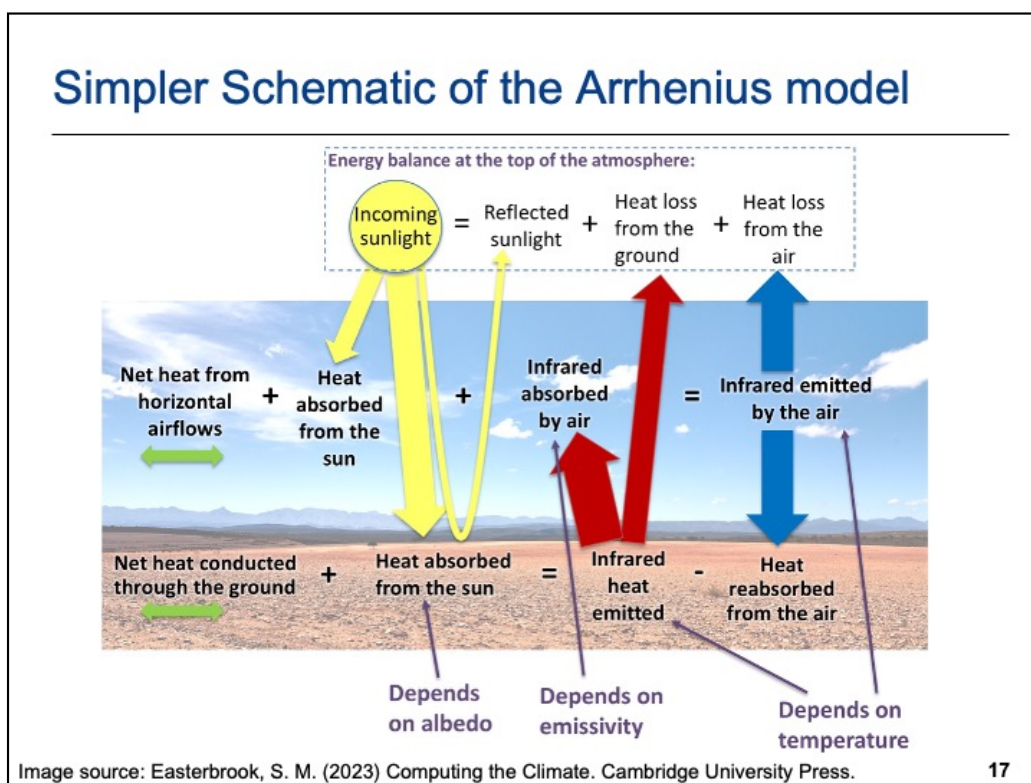 Simpler Schematic of the Arrhenius model
Energy balance at the top of the atmosphere:
Incoming
sunlight
=
Reflected
sunlight
+
Heat loss
from the
ground
+
Heat loss
from the
air
Net heat from
horizontal
airflows
+
Heat
absorbed
from the
sun
+
Infrared
absorbed
by air
=
Infrared emitted
by the air
Net heat conducted
through the ground
+
Heat absorbed
from the sun
=
Infrared
heat
emitted
-
Heat
reabsorbed
from the air
Depends
on albedo
Depends on
emissivity
Depends on
temperature
Image source: Easterbrook, S. M. (2023) Computing the Climate. Cambridge University Press.
17